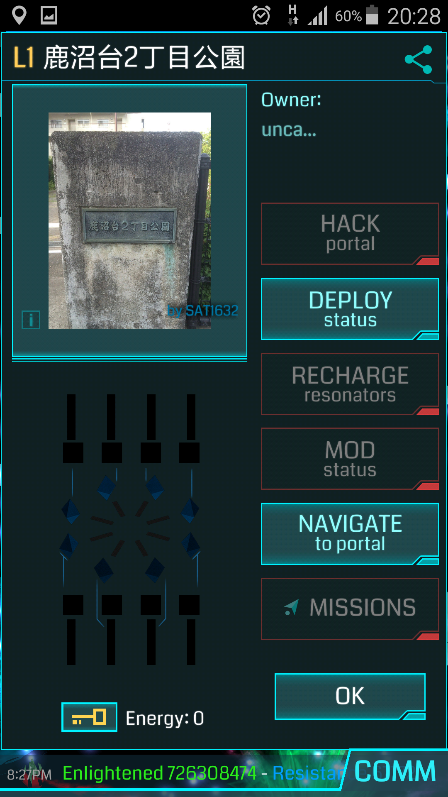 H
60% 20:28
L1 鹿沼台2丁目公園
Owner:
unca...
鹿沼台2丁目公園
by SATI632
i
HACK
portal
DEPLOY
status
RECHARGE
resonators
MOD
status
NAVIGATE
to portal
MISSIONS
Energy: 0
OK
8:27PM Enlightened 726308474 - Resistan
COMM